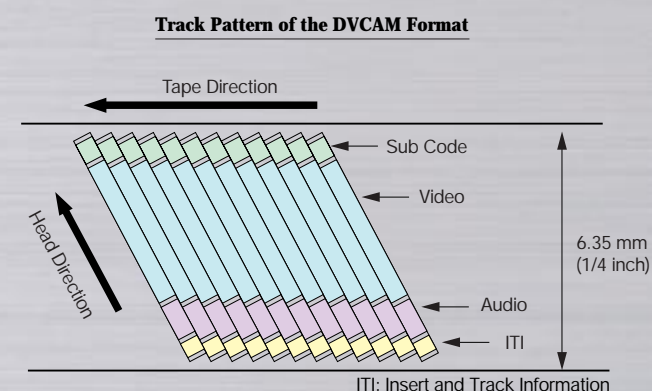 Track Pattern of the DVCAM Format
Tape Direction
Sub Code
Video
Head Direction
6.35 mm
(1/4 inch)
Audio
ITI
ITI: Insert and Track Information